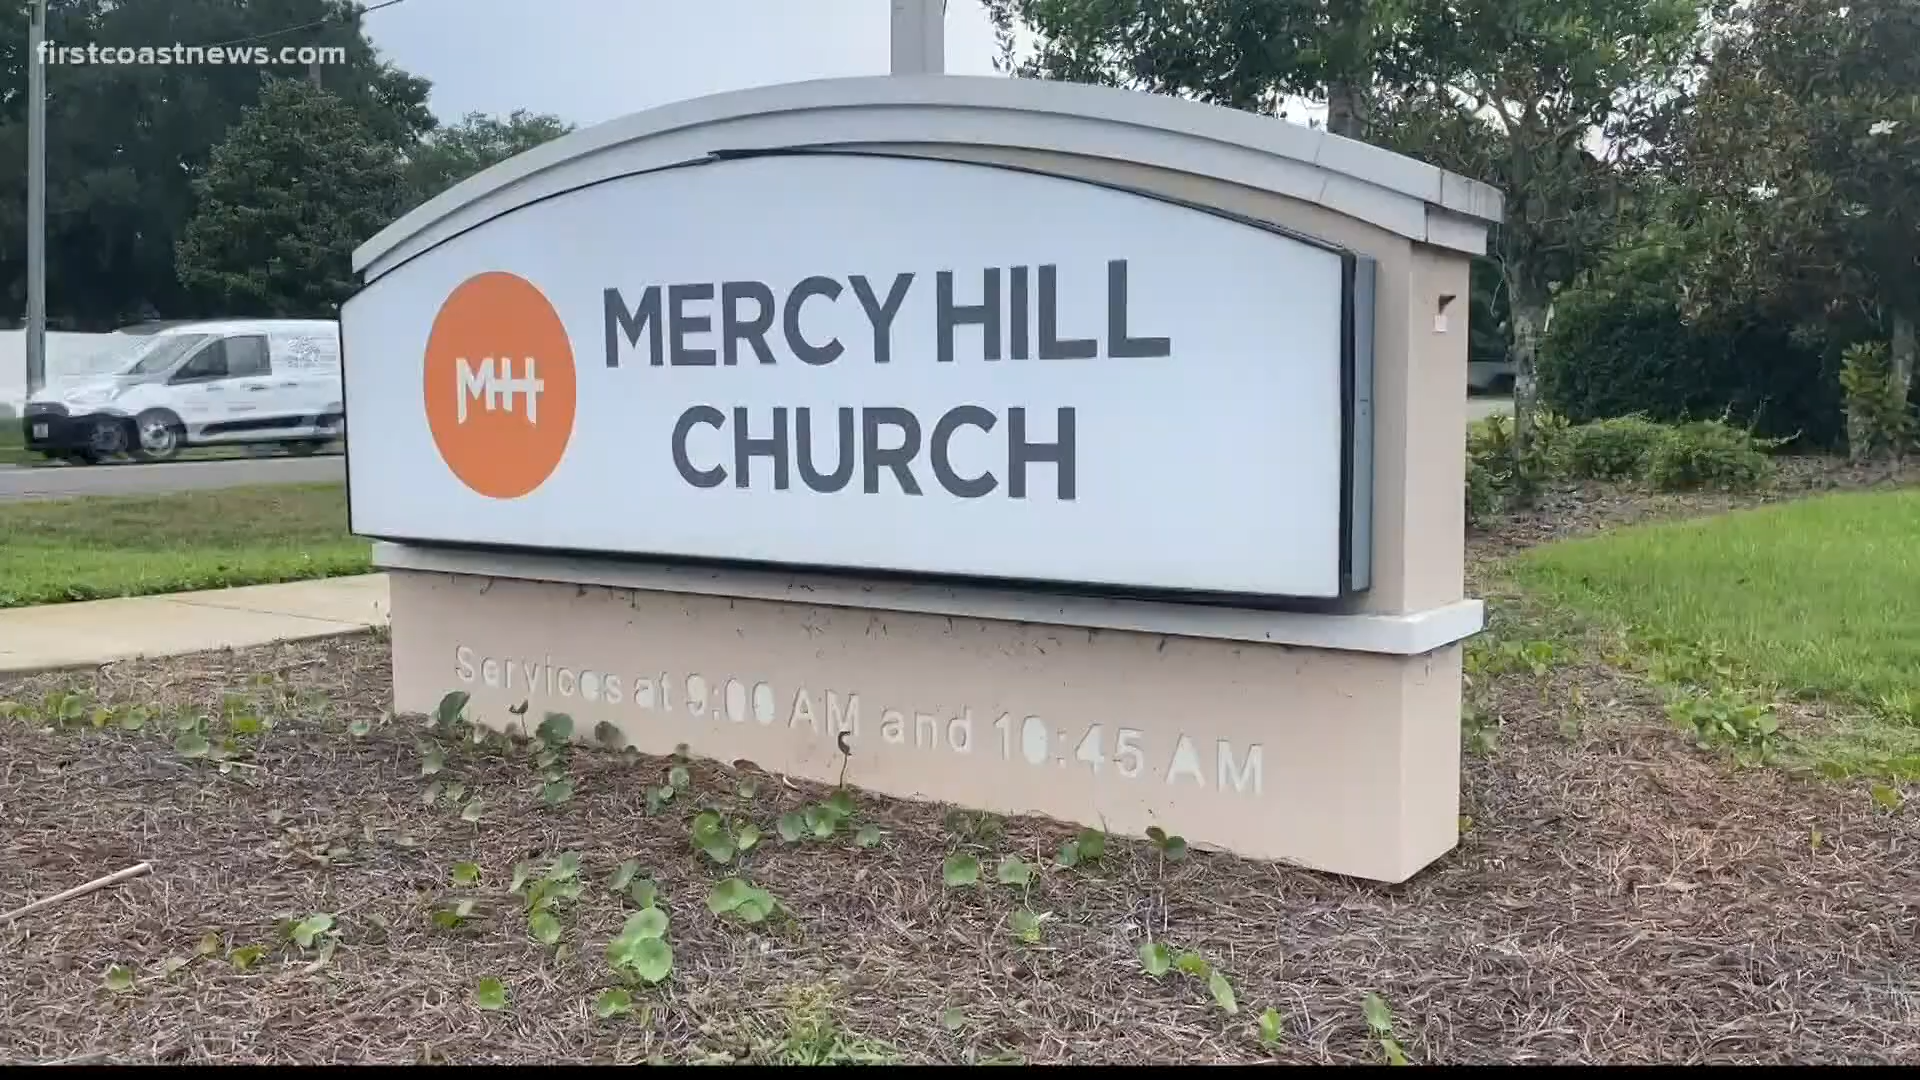 firstcoastnews.com
MH
MERCY HILL
CHURCH
Services at 9:00 AM and 10:45 AM